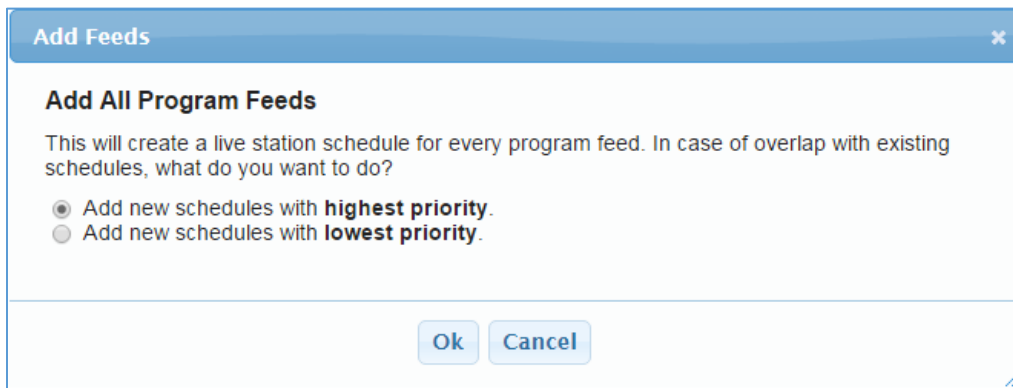 Add Feeds
Add All Program Feeds
This will create a live station schedule for every program feed. In case of overlap with existing
schedules, what do you want to do?
Add new schedules with highest priority.
Add new schedules with lowest priority.
Ok Cancel